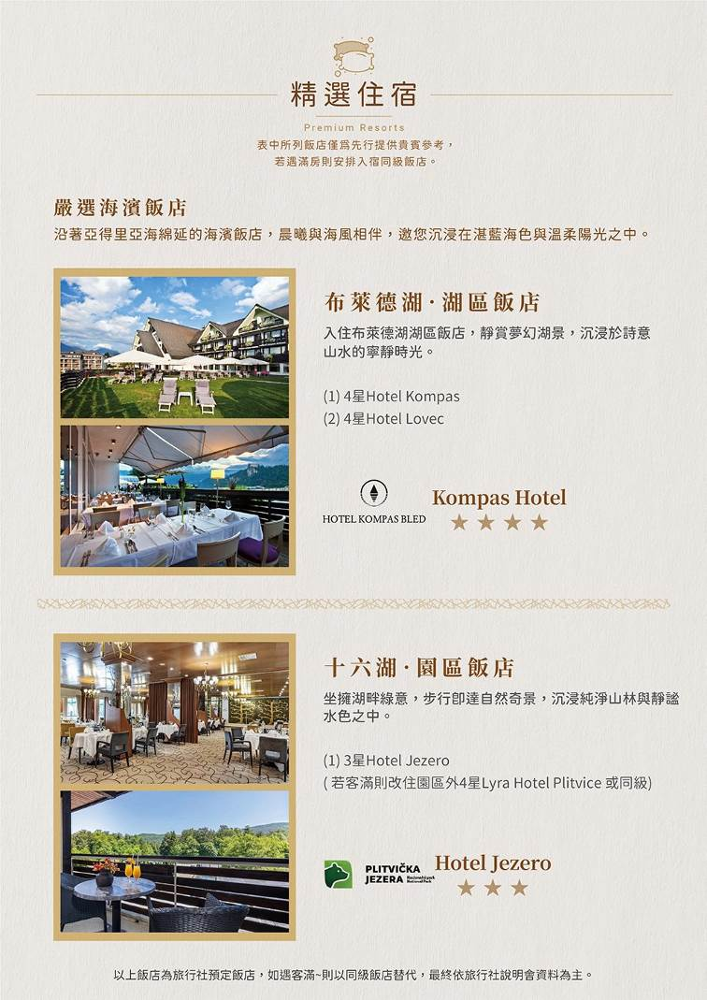 精選住宿
Premium Resorts
表中所列飯店僅爲先行提供貴賓參考，
若遇滿房則安排入宿同級飯店。
嚴選海濱飯店
沿著亞得里亞海綿延的海濱飯店，晨曦與海風相伴，邀您沉浸在湛藍海色與溫柔陽光之中。
布萊德湖·湖區飯店
入住布萊德湖湖區飯店，靜賞夢幻湖景，沉浸於詩意
山水的寧靜時光。
(1) 4星Hotel Kompas
(2) 4星Hotel Lovec
HOTEL KOMPAS BLED
Kompas Hotel
十六湖·園區飯店
坐擁湖畔綠意，步行卽達自然奇景，沉浸純淨山林與靜謐
水色之中。
(1) 3星Hotel Jezero
( 若客滿則改住園區外4星Lyra Hotel Plitvice 或同級)
PLITVIČKA
JEZERA Nacionalni park
National Park
Hotel Jezero
以上飯店為旅行社預定飯店，如遇客滿~則以同級飯店替代，最終依旅行社說明會資料為主。